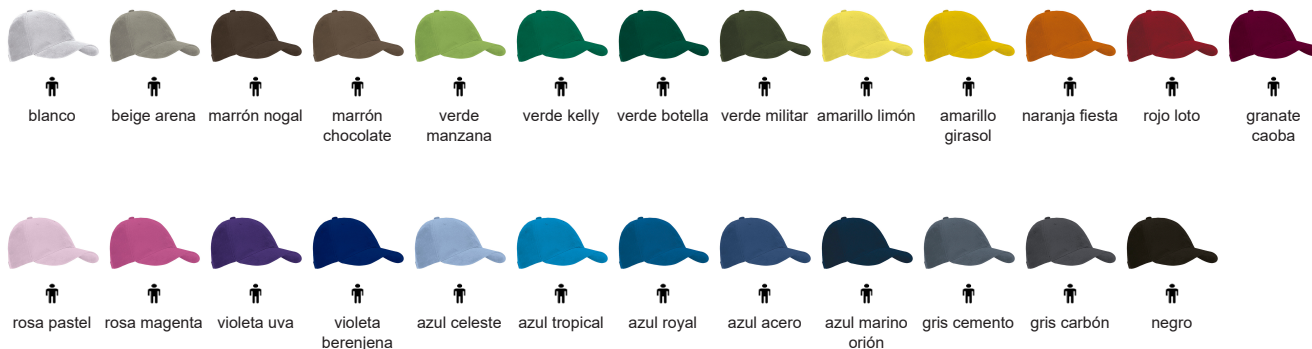 blanco
beige arena
marrón nogal
marrón
chocolate
verde
manzana
verde kelly
verde botella
verde militar
amarillo limón
amarillo
girasol
naranja fiesta
rojo loto
granate
caoba
rosa pastel
rosa magenta
violeta uva
violeta
berenjena
azul celeste
azul tropical
azul royal
azul acero
azul marino
orión
gris cemento
gris carbón
negro